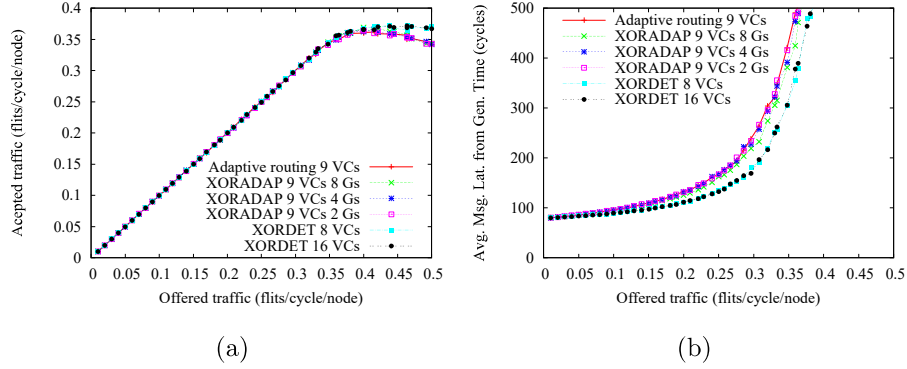 0.4
0.35
0.3
0.25
0.2
0.15
0.1
0.05
0
Accepted traffic (flits/cycle/node)
Adaptive routing 9 VCs
XORADAP 9 VCs 8 Gs
XORADAP 9 VCs 4 Gs
XORADAP 9 VCs 2 Gs
XORDET 8 VCs
XORDET 16 VCs
0 0.05 0.1 0.15 0.2 0.25 0.3 0.35 0.4 0.45 0.5
Offered traffic (flits/cycle/node)
(a)
500
400
300
200
100
0
Avg. Msg. Lat. from Gen. Time (cycles)
Adaptive routing 9 VCs
XORADAP 9 VCs 8 Gs
XORADAP 9 VCs 4 Gs
XORADAP 9 VCs 2 Gs
XORDET 8 VCs
XORDET 16 VCs
0 0.05 0.1 0.15 0.2 0.25 0.3 0.35 0.4 0.45 0.5
Offered traffic (flits/cycle/node)
(b)